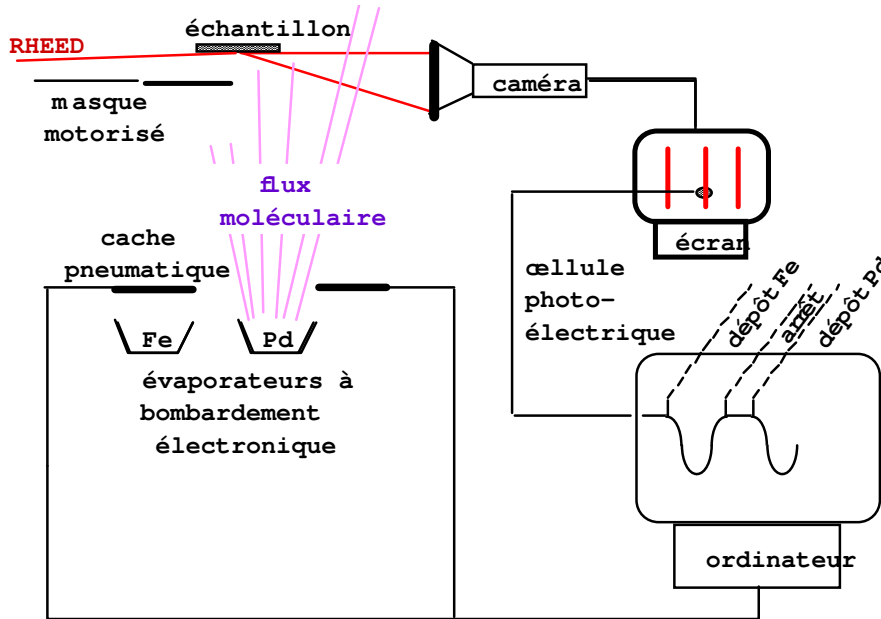 échantillon
RHEED
masque
motorisé
caméra
flux
moléculaire
cache
pneumatique
écran
cellule
photo-
électrique
dépôt Fe
arrêt
dépôt Pd
Fe
Pd
évaporateurs à
bombardement
électronique
ordinateur